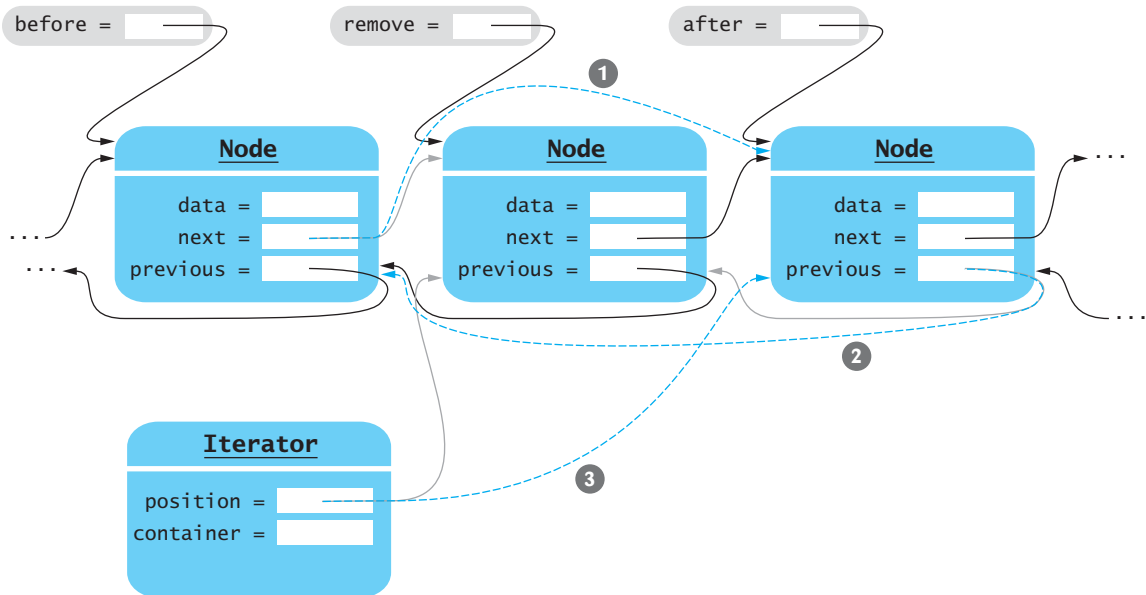 before =
remove =
after =
1
Node
data =
next =
previous =
Node
data =
next =
previous =
Node
data =
next =
previous =
...
...
...
...
2
3
Iterator
position =
container =